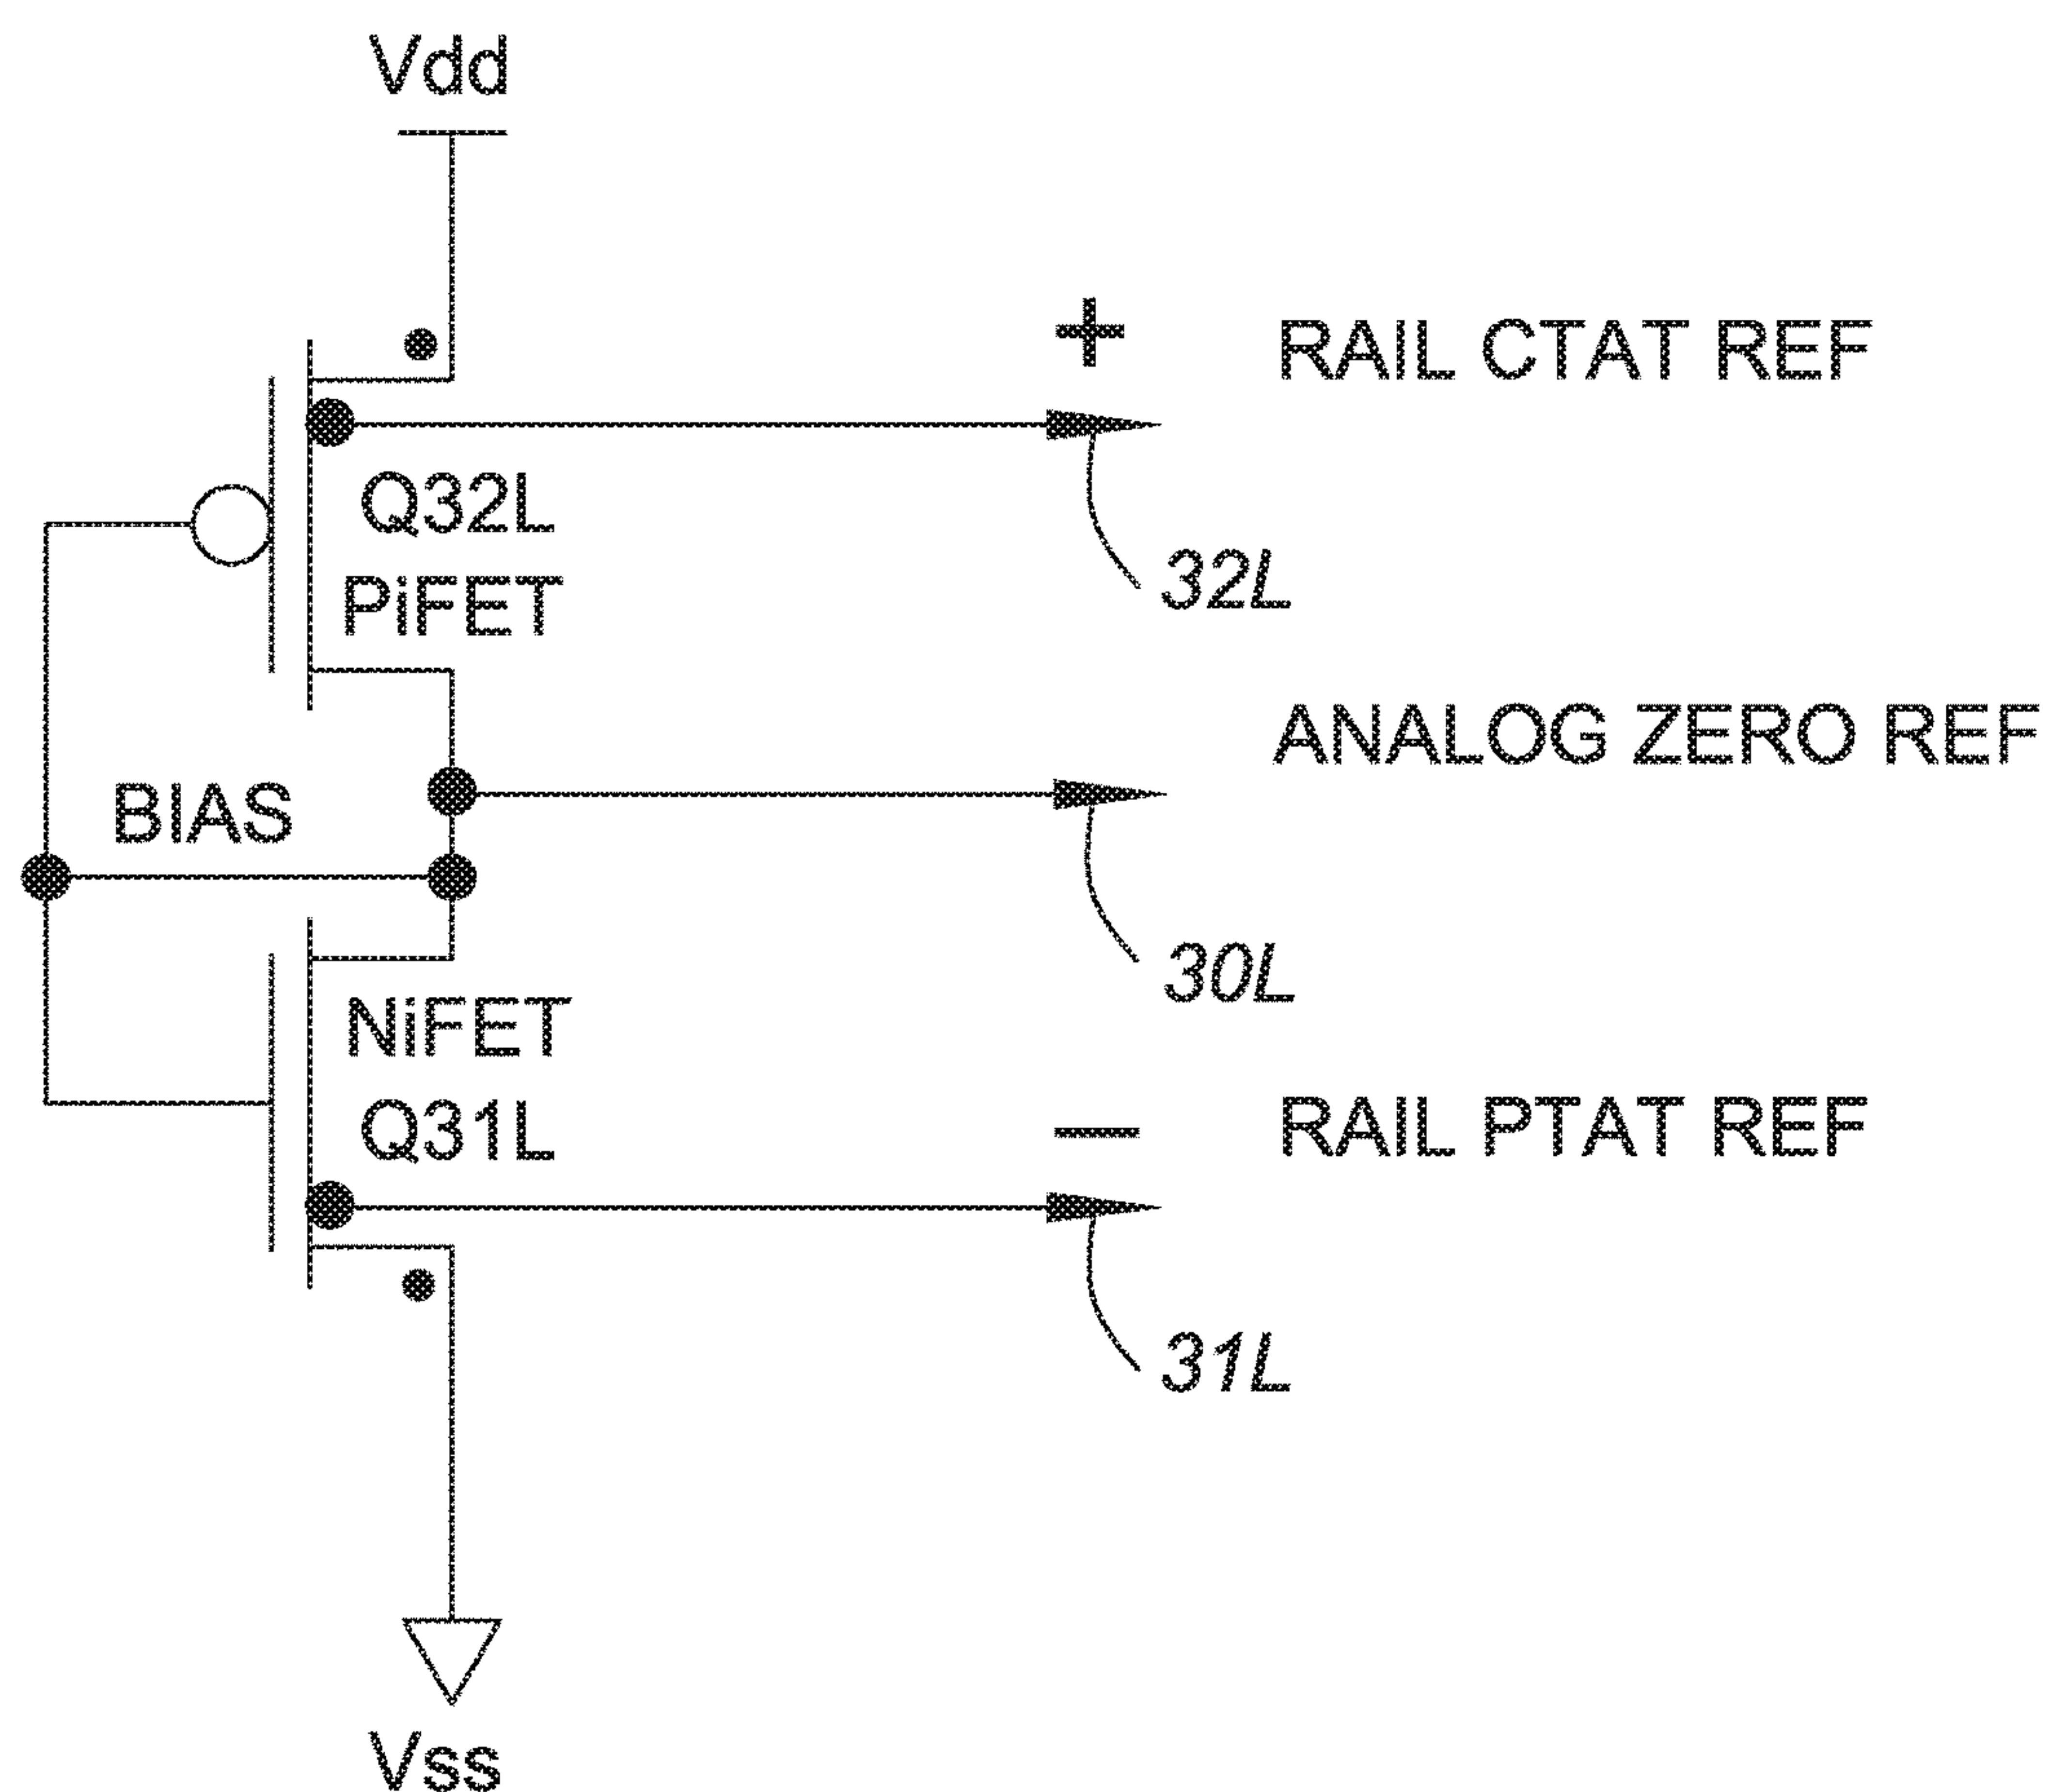 Vdd
+ RAIL CTAT REF
Q32L
PiFET
32L
ANALOG ZERO REF
BIAS
30L
NiFET
Q31L
− RAIL PTAT REF
31L
Vss